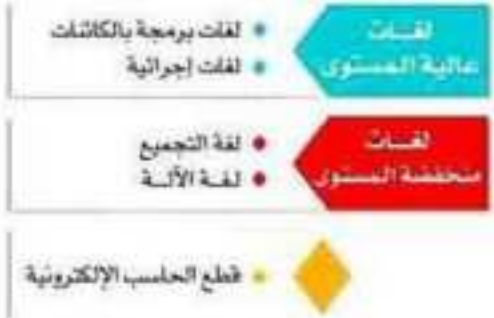 لغات
عالية المستوى
لغات برمجة بالكائنات
لغات إجرائية
لغات
منخفضة المستوى
لغة التجميع
لغة الآلة
قطع الحاسب الإلكترونية